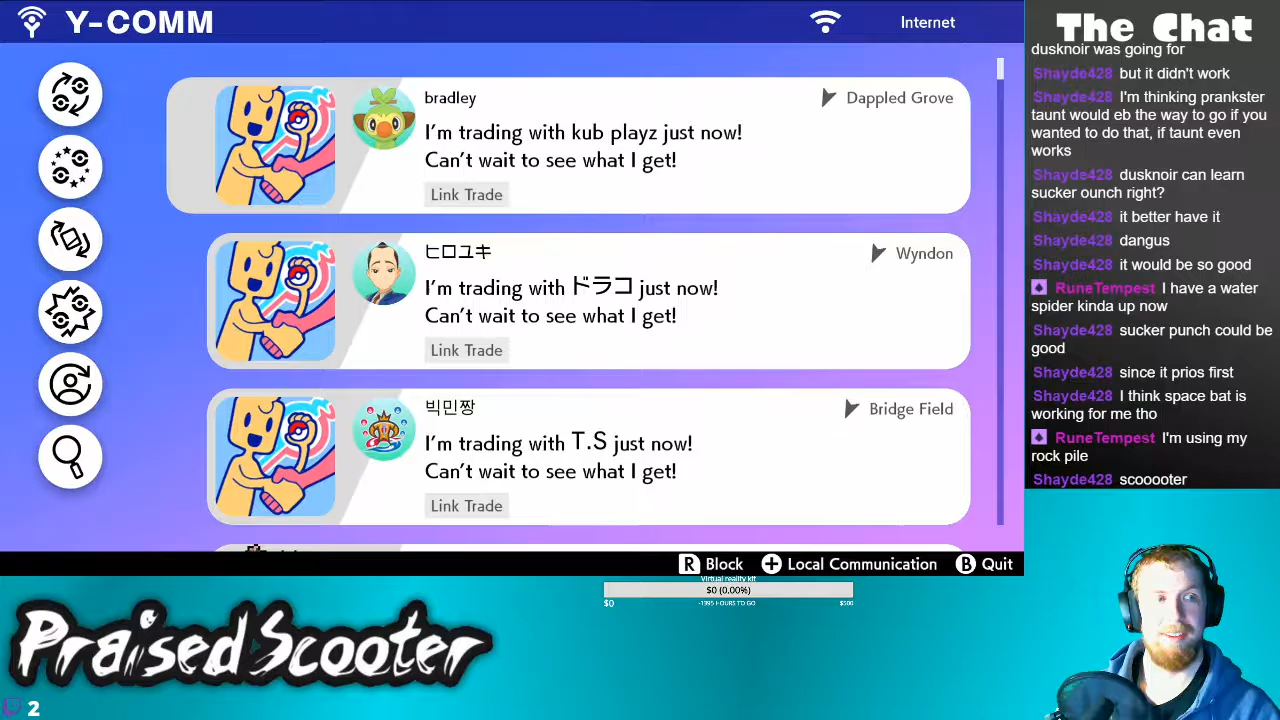 Y-COMM
Internet
bradley
Dappled Grove
I'm trading with kub playz just now!
Can't wait to see what I get!
Link Trade
ヒロユキ
Wyndon
I'm trading with ドラコ just now!
Can't wait to see what I get!
Link Trade
빅민짱
Bridge Field
I'm trading with T.S just now!
Can't wait to see what I get!
Link Trade
R Block + Local Communication B Quit
The Chat
dusknoir was going for
Shayde428 but it didn't work
Shayde428 I'm thinking prankster
taunt would eb the way to go if you
wanted to do that, if taunt even
works
Shayde428 dusknoir can learn
sucker ounch right?
Shayde428 it better have it
Shayde428 dangus
Shayde428 it would be so good
RuneTempest I have a water
spider kinda up now
Shayde428 sucker punch could be
good
Shayde428 since it prios first
Shayde428 I think space bat is
working for me tho
RuneTempest I'm using my
rock pile
Shayde428 scooooter
Virtual reality kit
$0 (0.00%)
$0 -1395 HOURS TO GO $500
PraisedScooter
2